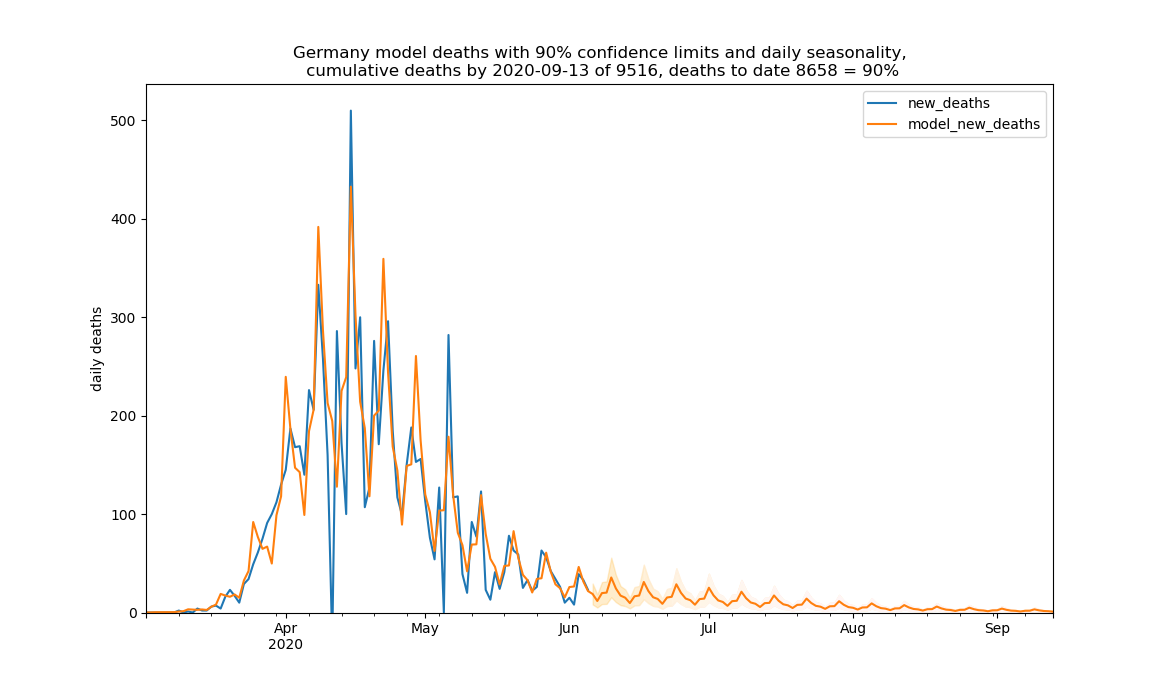 Germany model deaths with 90% confidence limits and daily seasonality,
cumulative deaths by 2020-09-13 of 9516, deaths to date 8658 = 90%
new_deaths
model_new_deaths
daily deaths
500
400
300
200
100
0
Apr
2020
May
Jun
Jul
Aug
Sep